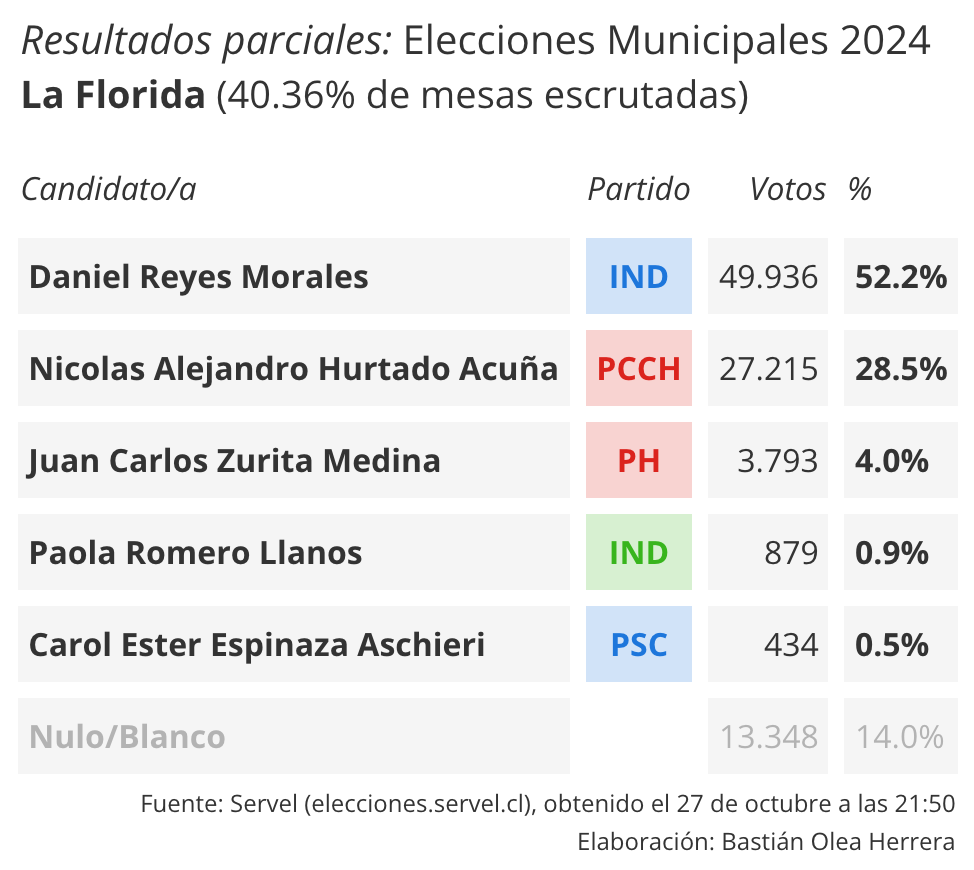 Resultados parciales: Elecciones Municipales 2024
La Florida (40.36% de mesas escrutadas)
Candidato/a Partido Votos %
Daniel Reyes Morales IND 49.936 52.2%
Nicolas Alejandro Hurtado Acuña PCCH 27.215 28.5%
Juan Carlos Zurita Medina PH 3.793 4.0%
Paola Romero Llanos IND 879 0.9%
Carol Ester Espinaza Aschieri PSC 434 0.5%
Nulo/Blanco 13.348 14.0%
Fuente: Servel (elecciones.servel.cl), obtenido el 27 de octubre a las 21:50
Elaboración: Bastián Olea Herrera